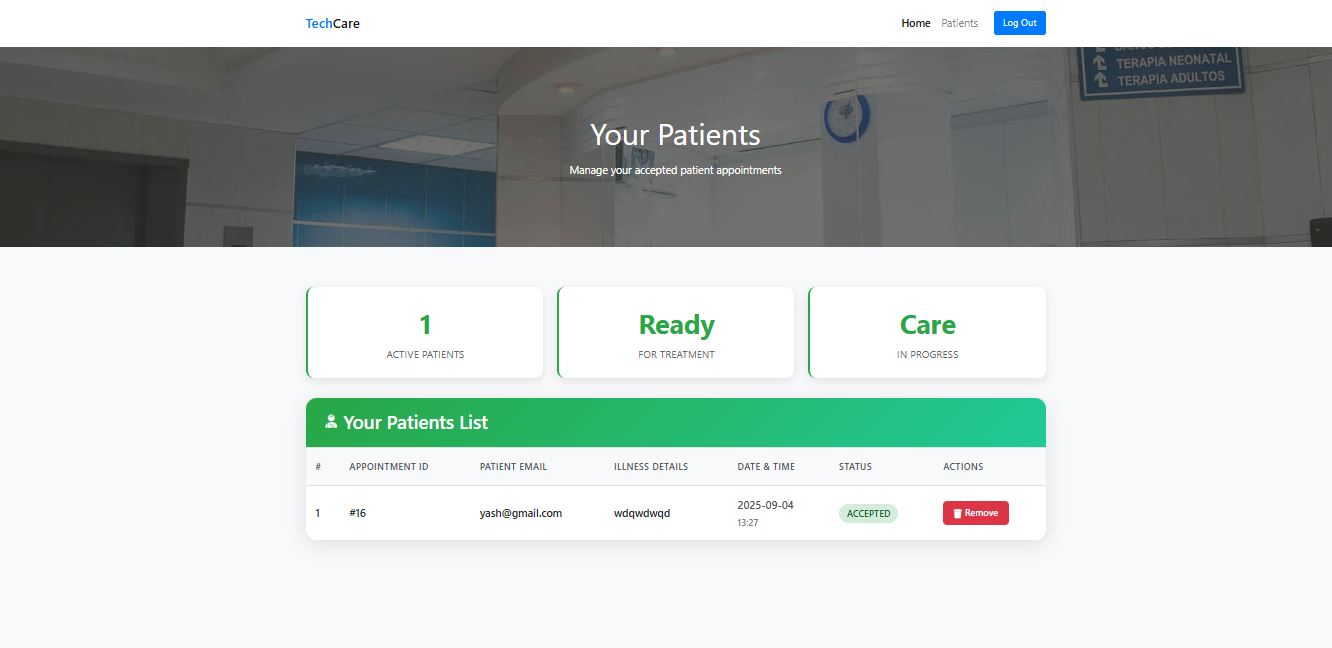 TechCare
Home Patients Log Out
TERAPIA NEONATAL
TERAPIA ADULTOS
Your Patients
Manage your accepted patient appointments
1
ACTIVE PATIENTS
Ready
FOR TREATMENT
Care
IN PROGRESS
Your Patients List
# APPOINTMENT ID PATIENT EMAIL ILLNESS DETAILS DATE & TIME STATUS ACTIONS
1 #16 yash@gmail.com wdqwdwqd 2025-09-04 ACCEPTED Remove
13:27